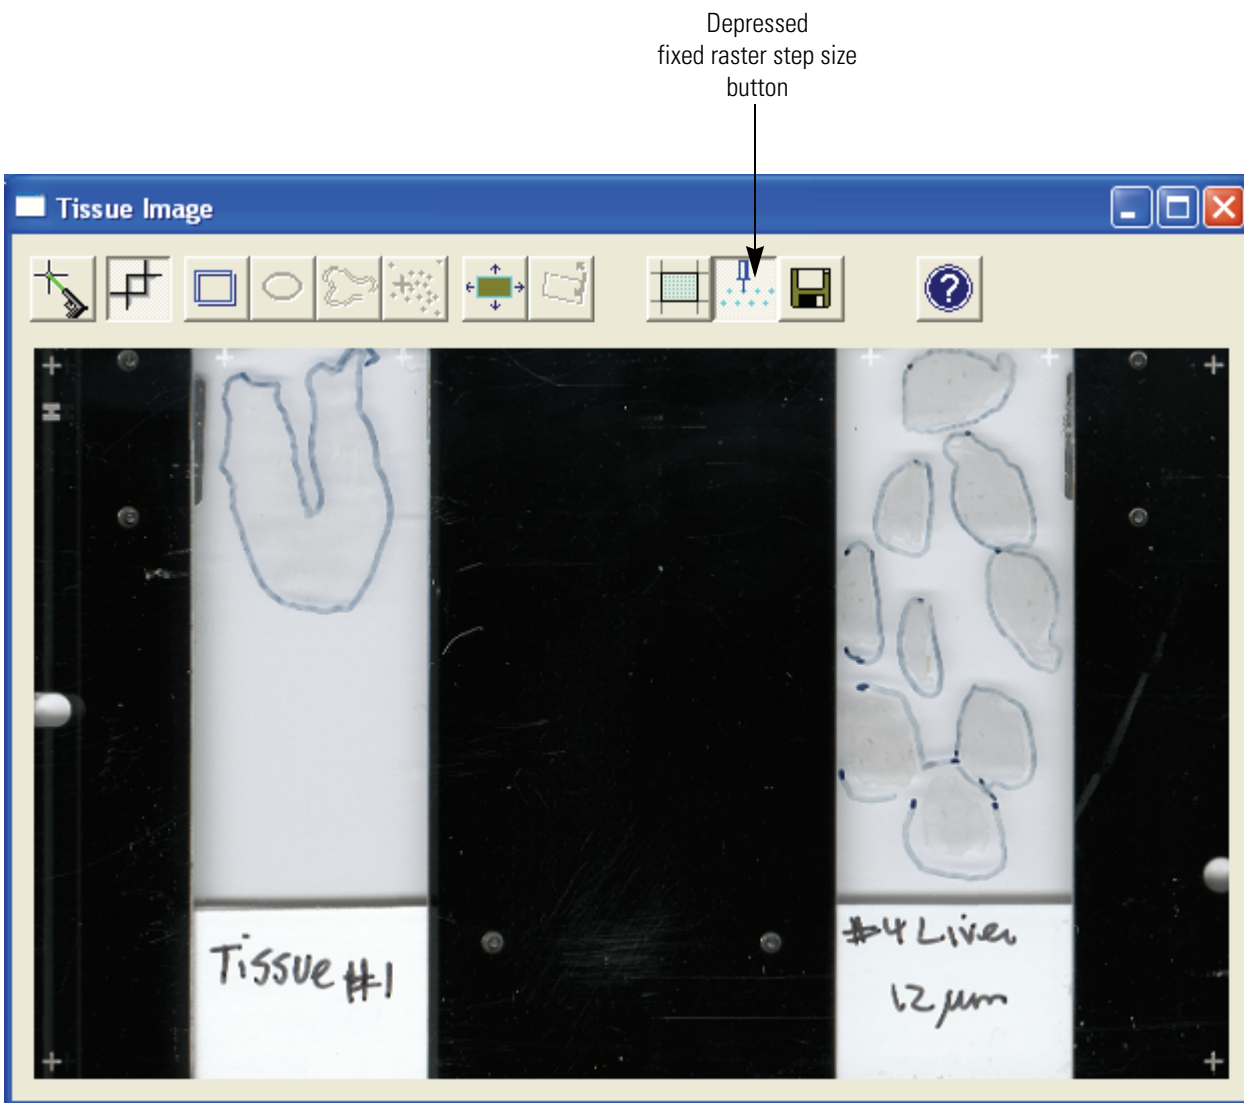 Depressed
fixed raster step size
button
Tissue Image
Tissue #1
#4 Liver
12 µm